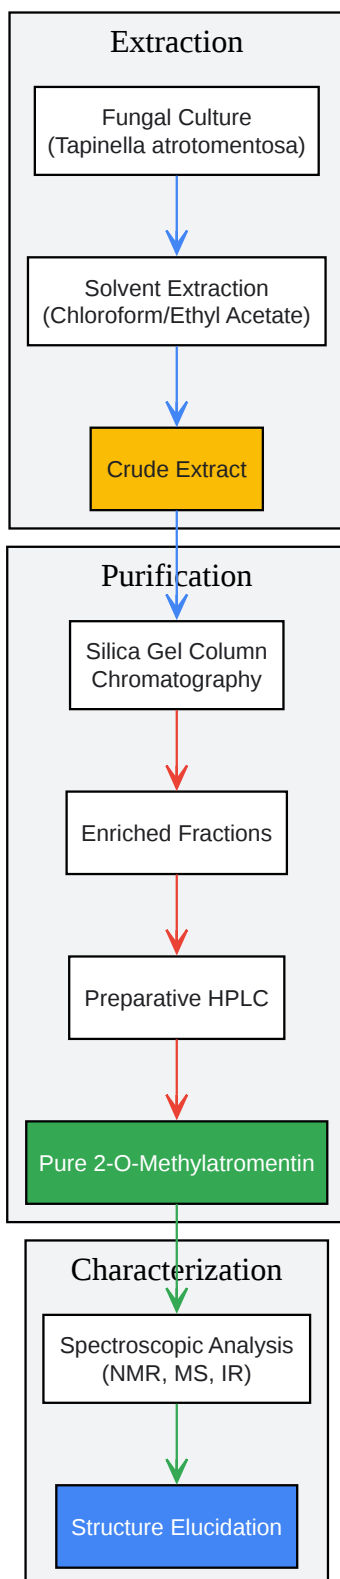 Extraction
Fungal Culture
(Tapinella atrotomentosa)
Solvent Extraction
(Chloroform/Ethyl Acetate)
Crude Extract
Purification
Silica Gel Column
Chromatography
Enriched Fractions
Preparative HPLC
Pure 2-O-Methylatromentin
Characterization
Spectroscopic Analysis
(NMR, MS, IR)
Structure Elucidation